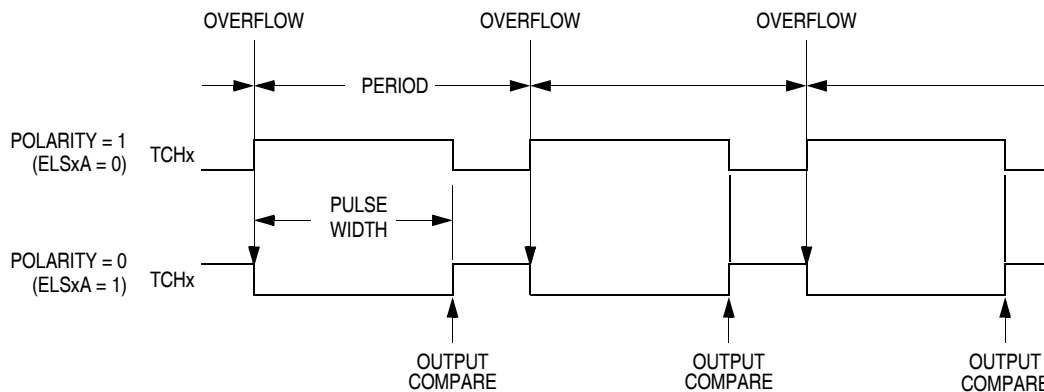 OVERFLOW OVERFLOW OVERFLOW
PERIOD
POLARITY = 1
(ELSxA = 0)
TCHx
PULSE
WIDTH
POLARITY = 0
(ELSxA = 1)
TCHx
OUTPUT
COMPARE
OUTPUT
COMPARE
OUTPUT
COMPARE